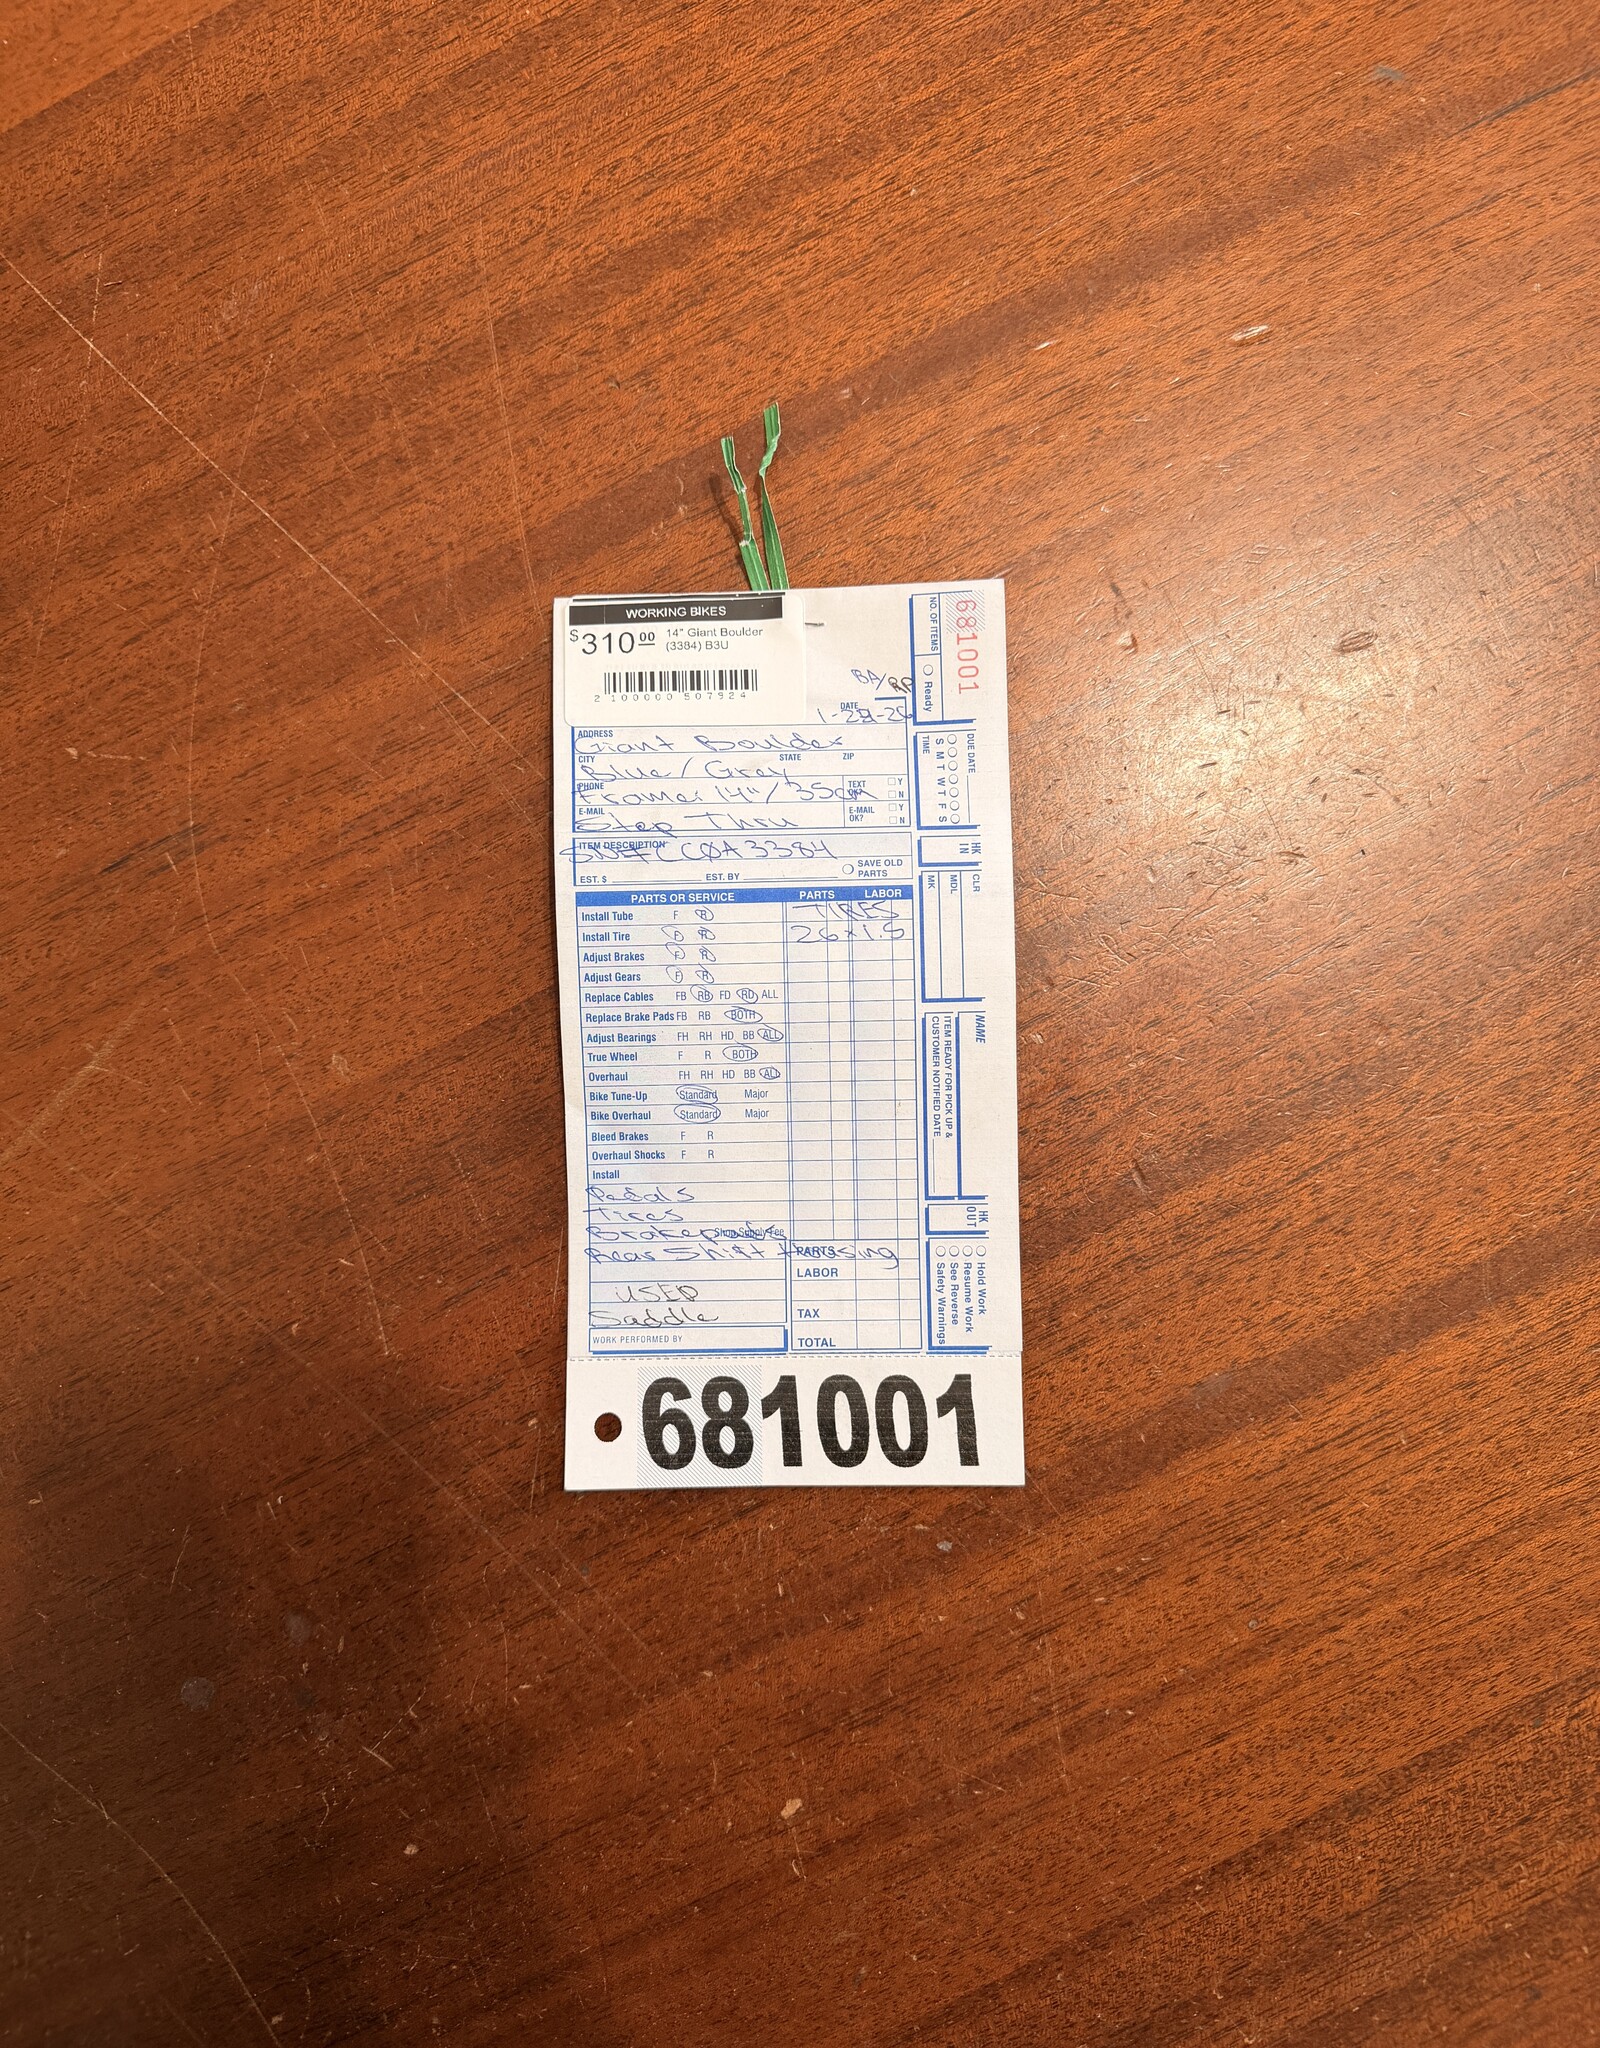 WORKING BIKES
$310.00 14" Giant Boulder
(3384) B3U
2 100000 507924
BA/RP
DATE
ADDRESS
Giant Boulder
CITY STATE ZIP
Blue / Grey
PHONE TEXT OK? Y N
Frame: 14"/35cm
E-MAIL E-MAIL OK? Y N
Step Thru
ITEM DESCRIPTION
SN# CC0A3384
EST. $ EST. BY SAVE OLD PARTS
PARTS OR SERVICE PARTS LABOR
Install Tube F R TIRES
Install Tire F R 26 x 1.5
Adjust Brakes F R
Adjust Gears F R
Replace Cables FB RB FD RD ALL
Replace Brake Pads FB RB BOTH
Adjust Bearings FH RH HD BB ALL
True Wheel F R BOTH
Overhaul FH RH HD BB ALL
Bike Tune-Up Standard Major
Bike Overhaul Standard Major
Bleed Brakes F R
Overhaul Shocks F R
Install
Pedals
Tires
Brakepads Shop Supply Fee
Rear Shift Housing PARTS
LABOR
USED
Saddle TAX
WORK PERFORMED BY TOTAL
681001
NO. OF ITEMS Ready
681001
DUE DATE
S M T W T F S
TIME
HK IN
CLR
MDL
MK
NAME
ITEM READY FOR PICK UP &
CUSTOMER NOTIFIED DATE
HK OUT
Hold Work
Resume Work
See Reverse
Safety Warnings